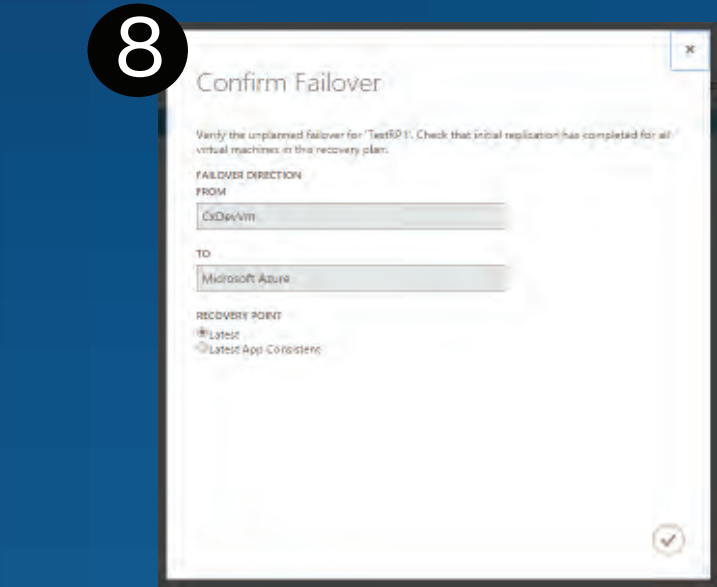 8
Confirm Failover
Verify the unplanned failover for 'TestRP1'. Check that initial replication has completed for all
virtual machines in this recovery plan.
FAILOVER DIRECTION
FROM
CxDevVm
TO
Microsoft Azure
RECOVERY POINT
Latest
Latest App Consistent